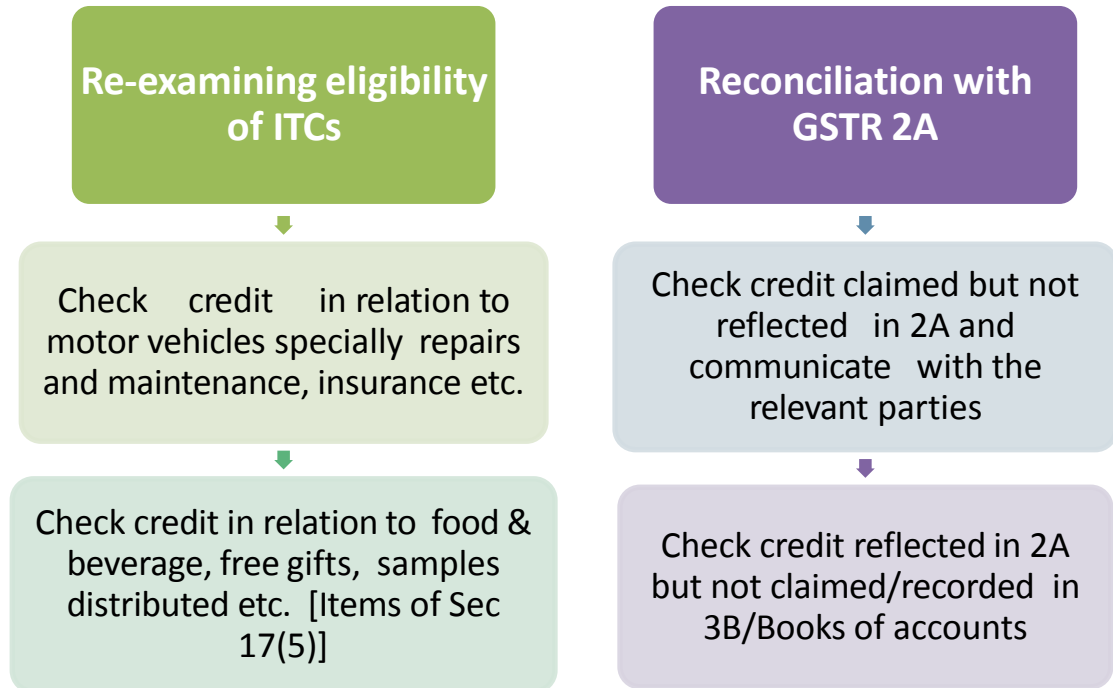 Re-examining eligibility
of ITCs
Check credit in relation to
motor vehicles specially repairs
and maintenance, insurance etc.
Check credit in relation to food &
beverage, free gifts, samples
distributed etc. [Items of Sec
17(5)]
Reconciliation with
GSTR 2A
Check credit claimed but not
reflected in 2A and
communicate with the
relevant parties
Check credit reflected in 2A
but not claimed/recorded in
3B/Books of accounts